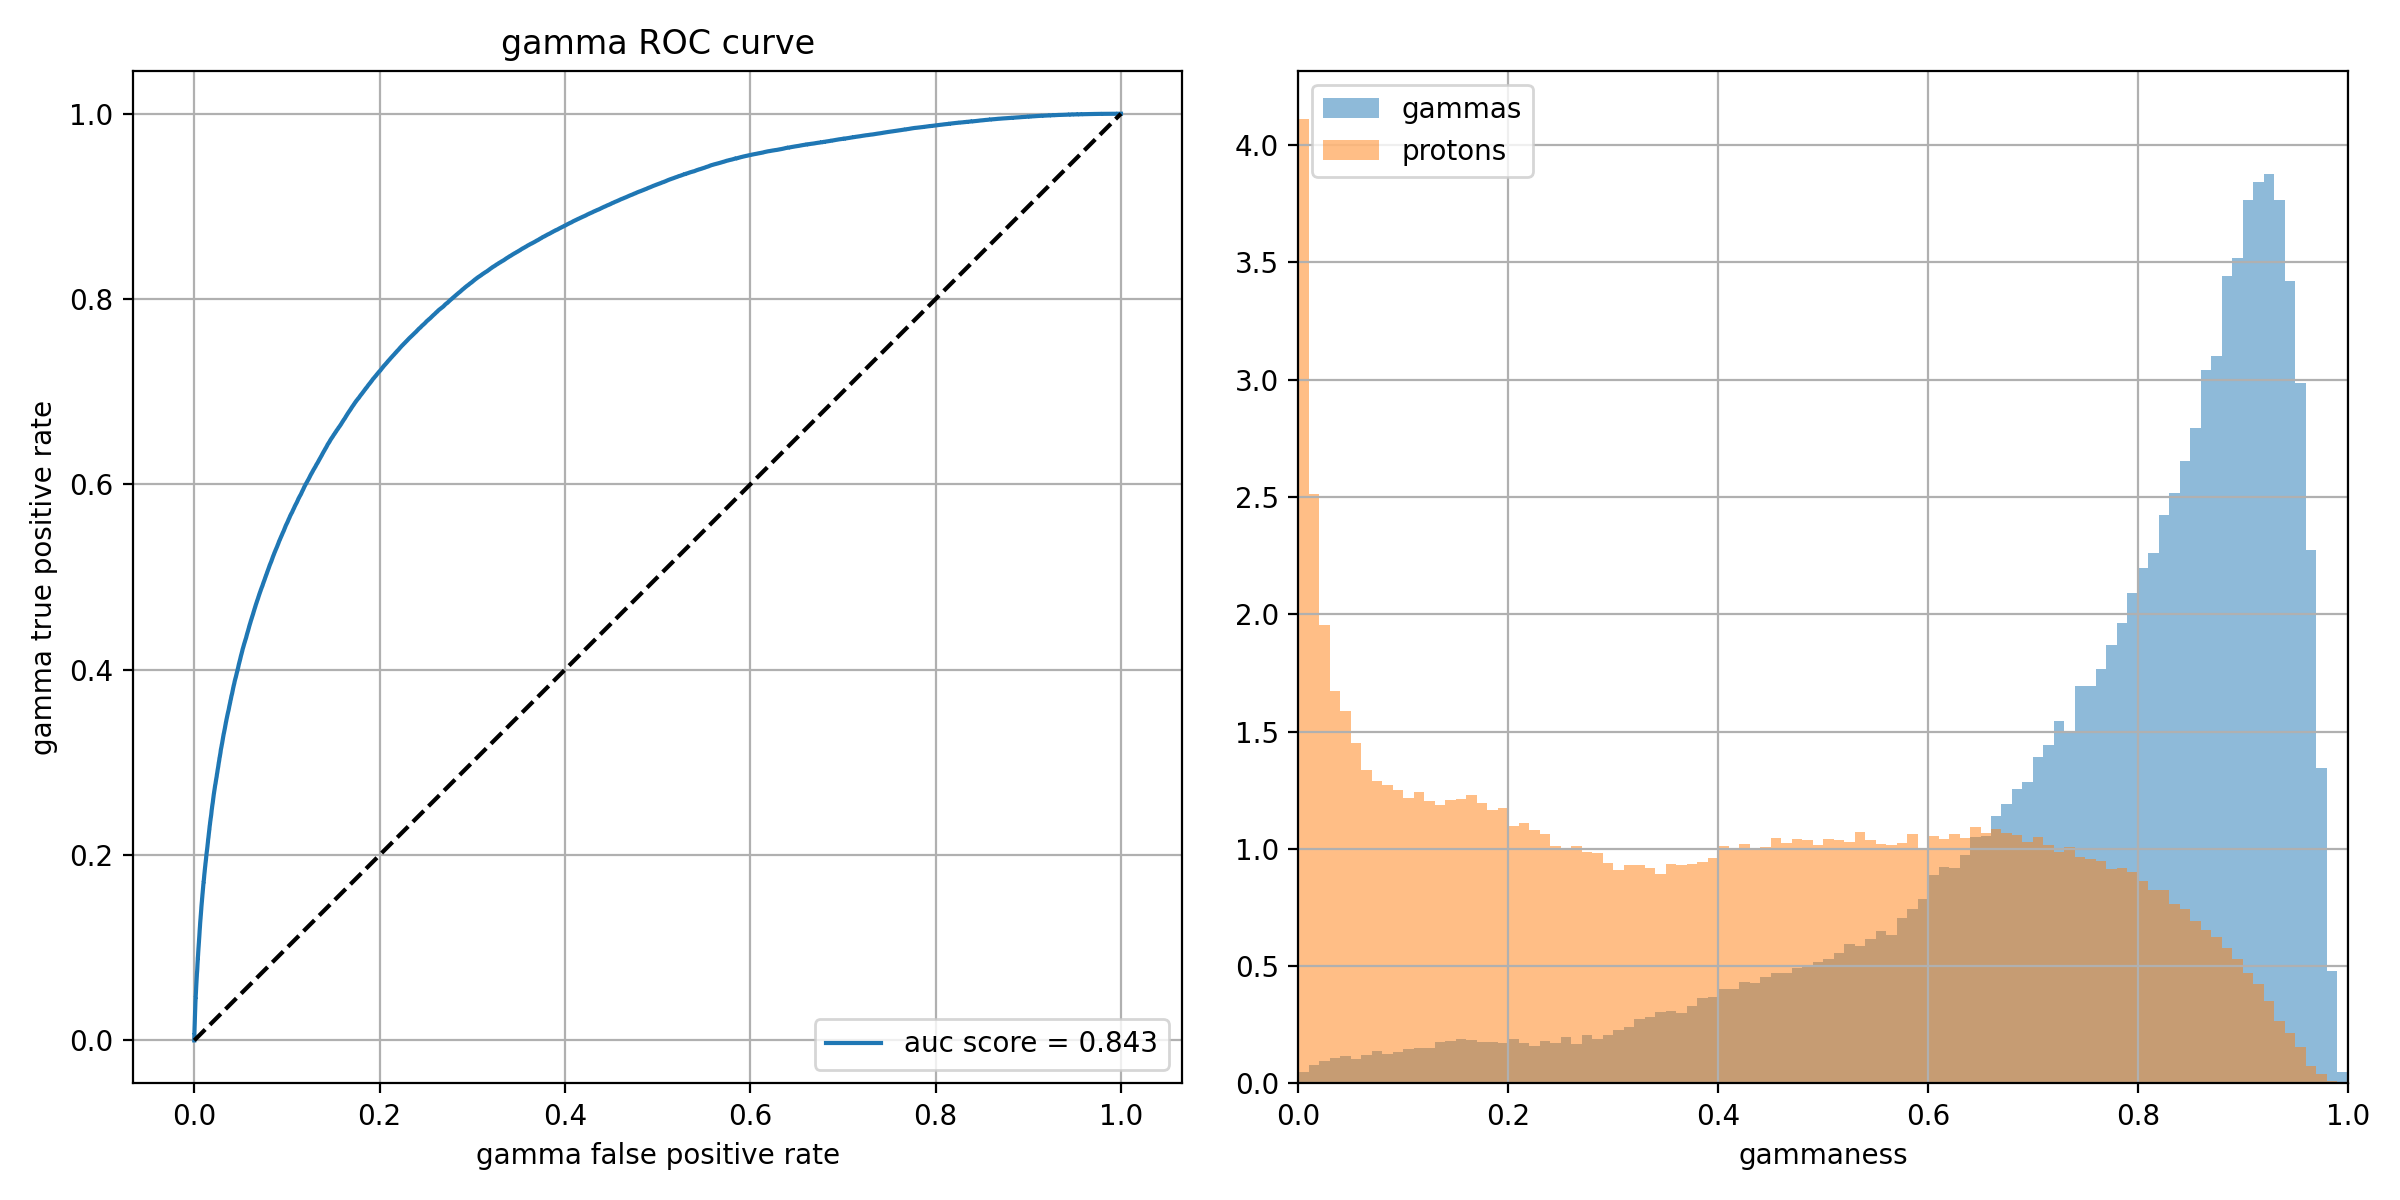 gamma ROC curve
gamma true positive rate
1.0
0.8
0.6
0.4
0.2
0.0
auc score = 0.843
0.0 0.2 0.4 0.6 0.8 1.0
gamma false positive rate
gammas
protons
4.0
3.5
3.0
2.5
2.0
1.5
1.0
0.5
0.0
0.0 0.2 0.4 0.6 0.8 1.0
gammaness